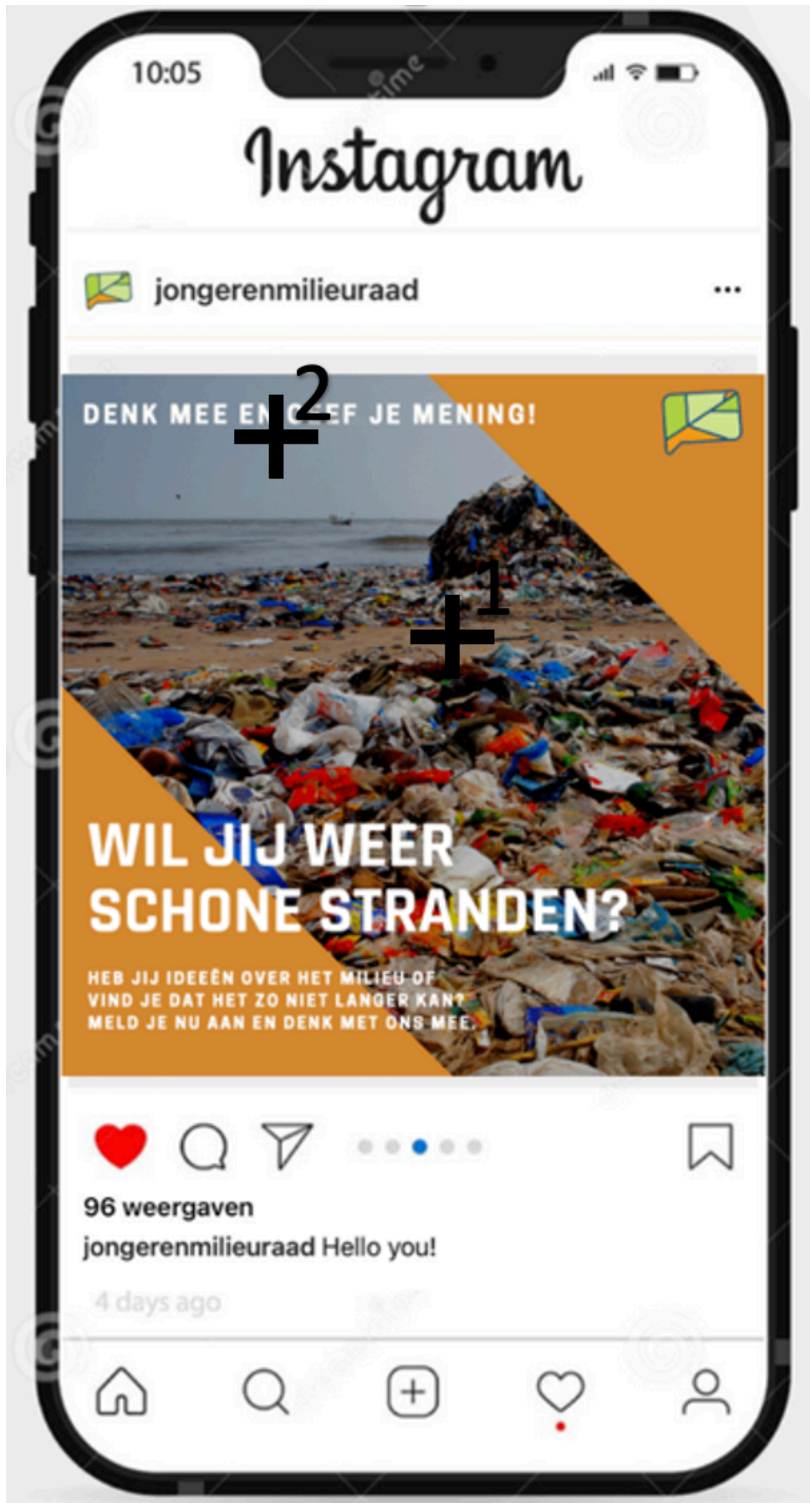 10:05
Instagram
jongerenmilieuraad
2
DENK MEE EN GEEF JE MENING!
1
WIL JIJ WEER
SCHONE STRANDEN?
HEB JIJ IDEEËN OVER HET MILIEU OF
VIND JE DAT HET ZO NIET LANGER KAN?
MELD JE NU AAN EN DENK MET ONS MEE.
96 weergaven
jongerenmilieuraad Hello you!
4 days ago